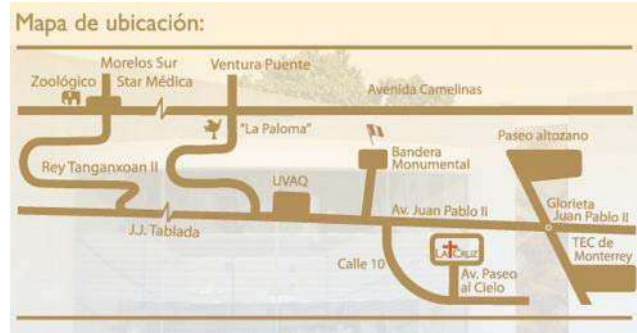 Mapa de ubicación:
Morelos Sur
Ventura Puente
Zoológico
Star Médica
Avenida Camelinas
"La Paloma"
Paseo altozano
Bandera
Monumental
Rey Tanganxoan II
UVAQ
Glorieta
Juan Pablo II
Av. Juan Pablo II
J.J. Tablada
TEC de
Monterrey
LA CRUZ
Calle 10
Av. Paseo
al Cielo